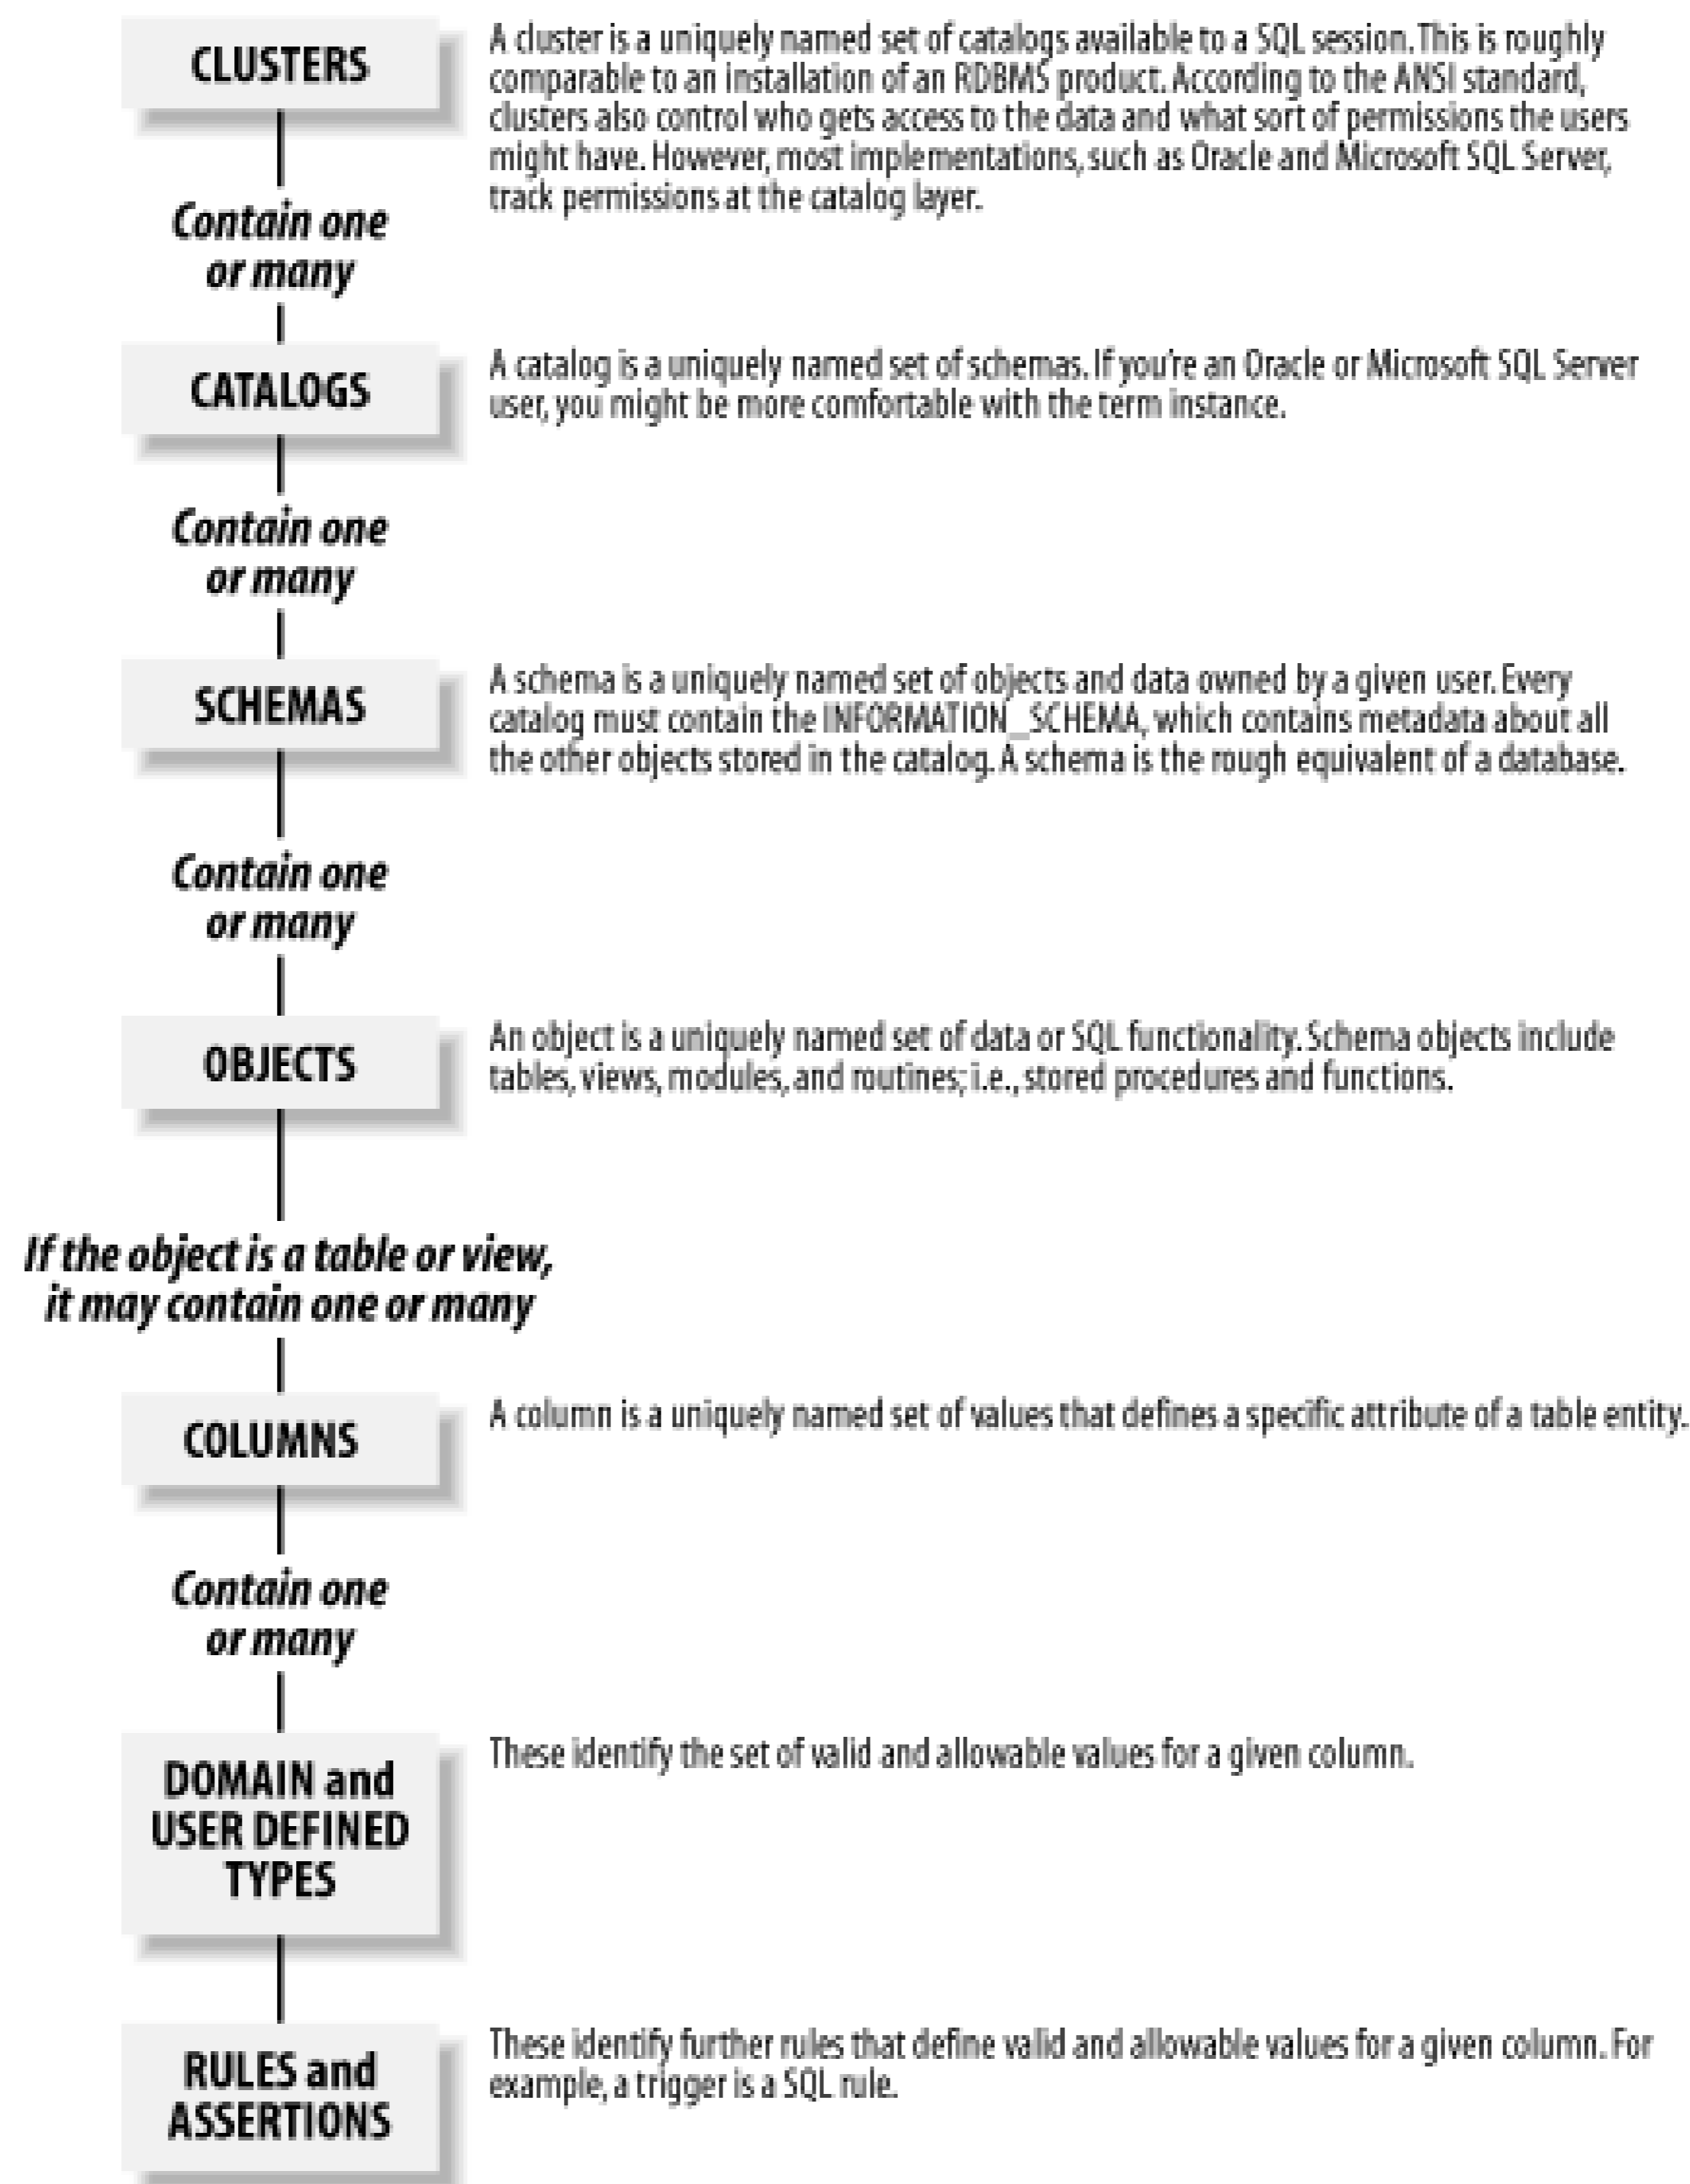 CLUSTERS
A cluster is a uniquely named set of catalogs available to a SQL session. This is roughly
comparable to an installation of an RDBMS product. According to the ANSI standard,
clusters also control who gets access to the data and what sort of permissions the users
might have. However, most implementations, such as Oracle and Microsoft SQL Server,
track permissions at the catalog layer.
Contain one
or many
CATALOGS
A catalog is a uniquely named set of schemas. If you're an Oracle or Microsoft SQL Server
user, you might be more comfortable with the term instance.
Contain one
or many
SCHEMAS
A schema is a uniquely named set of objects and data owned by a given user. Every
catalog must contain the INFORMATION_SCHEMA, which contains metadata about all
the other objects stored in the catalog. A schema is the rough equivalent of a database.
Contain one
or many
OBJECTS
An object is a uniquely named set of data or SQL functionality. Schema objects include
tables, views, modules, and routines; i.e., stored procedures and functions.
If the object is a table or view,
it may contain one or many
COLUMNS
A column is a uniquely named set of values that defines a specific attribute of a table entity.
Contain one
or many
DOMAIN and
USER DEFINED
TYPES
These identify the set of valid and allowable values for a given column.
RULES and
ASSERTIONS
These identify further rules that define valid and allowable values for a given column. For
example, a trigger is a SQL rule.